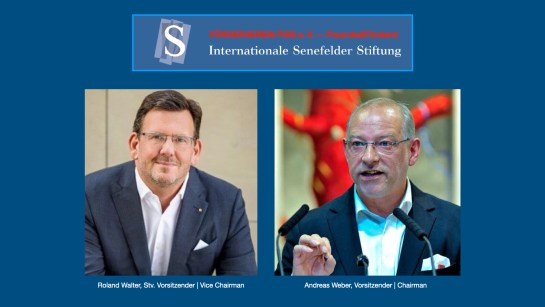 S
Internationale Senefelder Stiftung
Roland Walter, Stv. Vorsitzender | Vice Chairman
Andreas Weber, Vorsitzender | Chairman